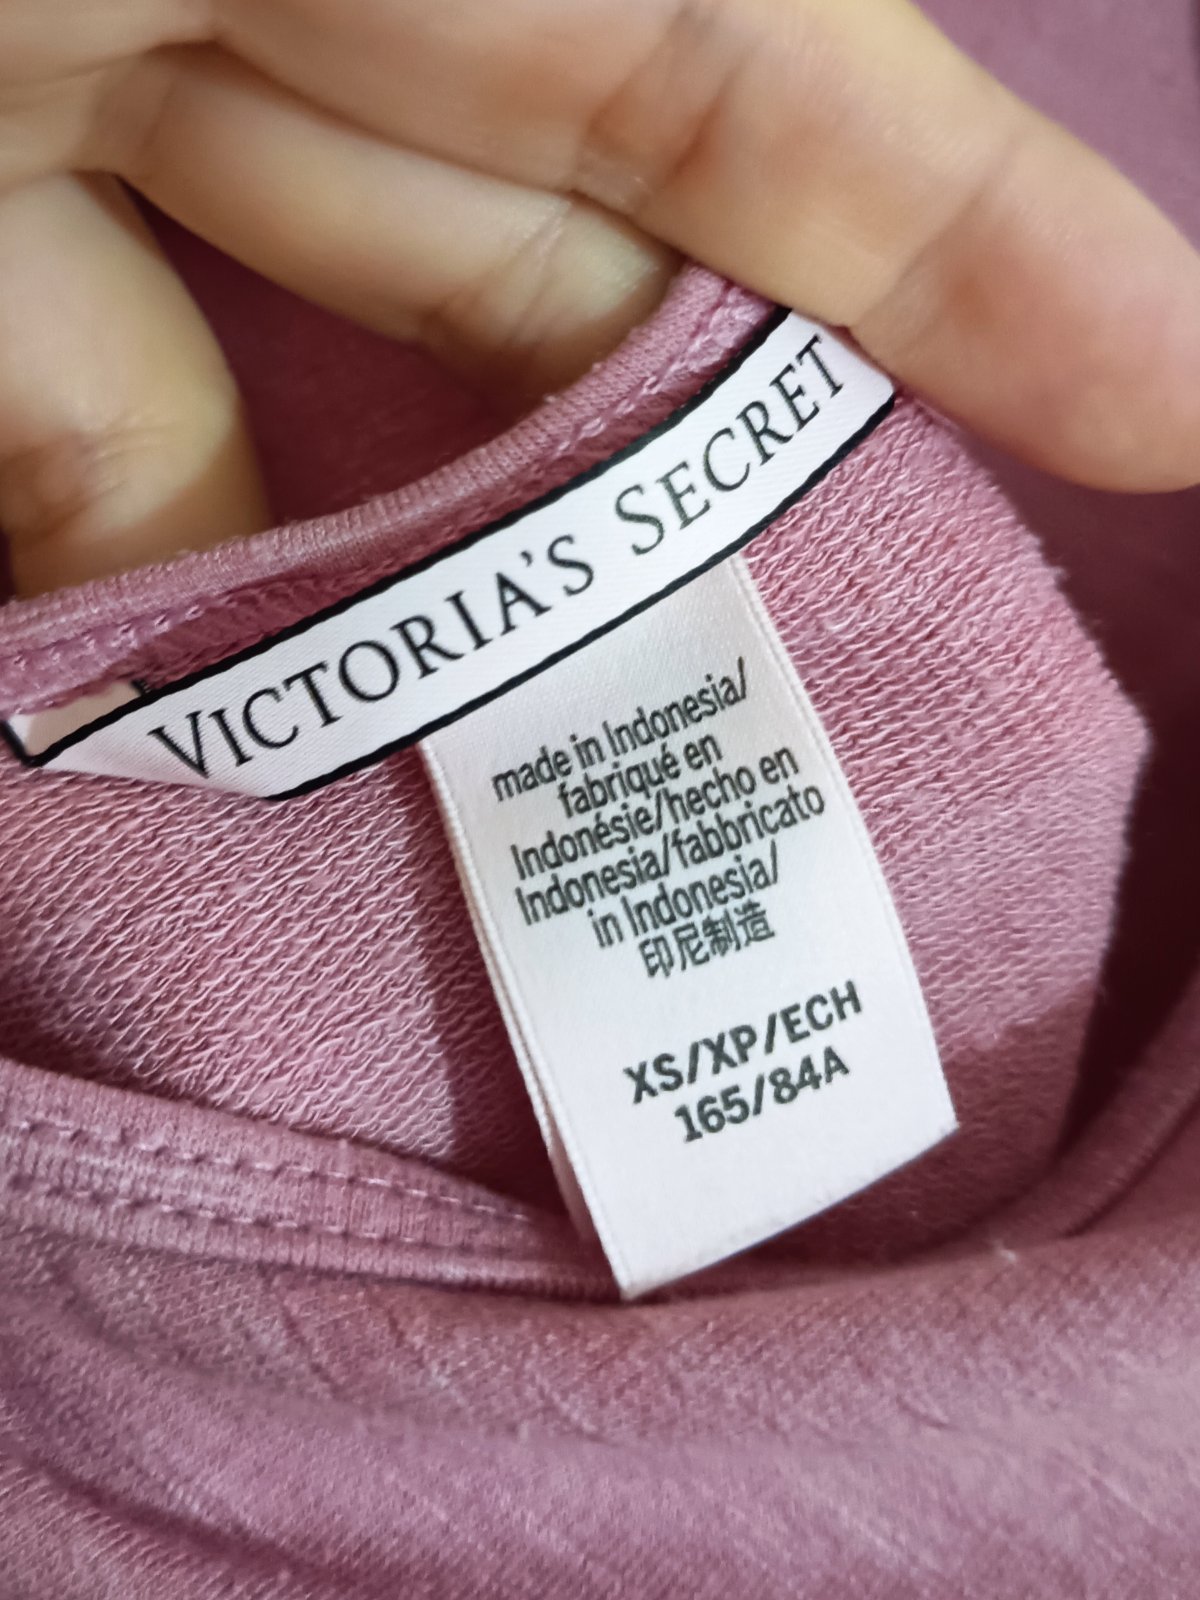 VICTORIA'S SECRET
made in Indonesia/
fabriqué en
Indonésie/hecho en
Indonesia/fabbricato
in Indonesia/
印尼制造
XS/XP/ECH
165/84A